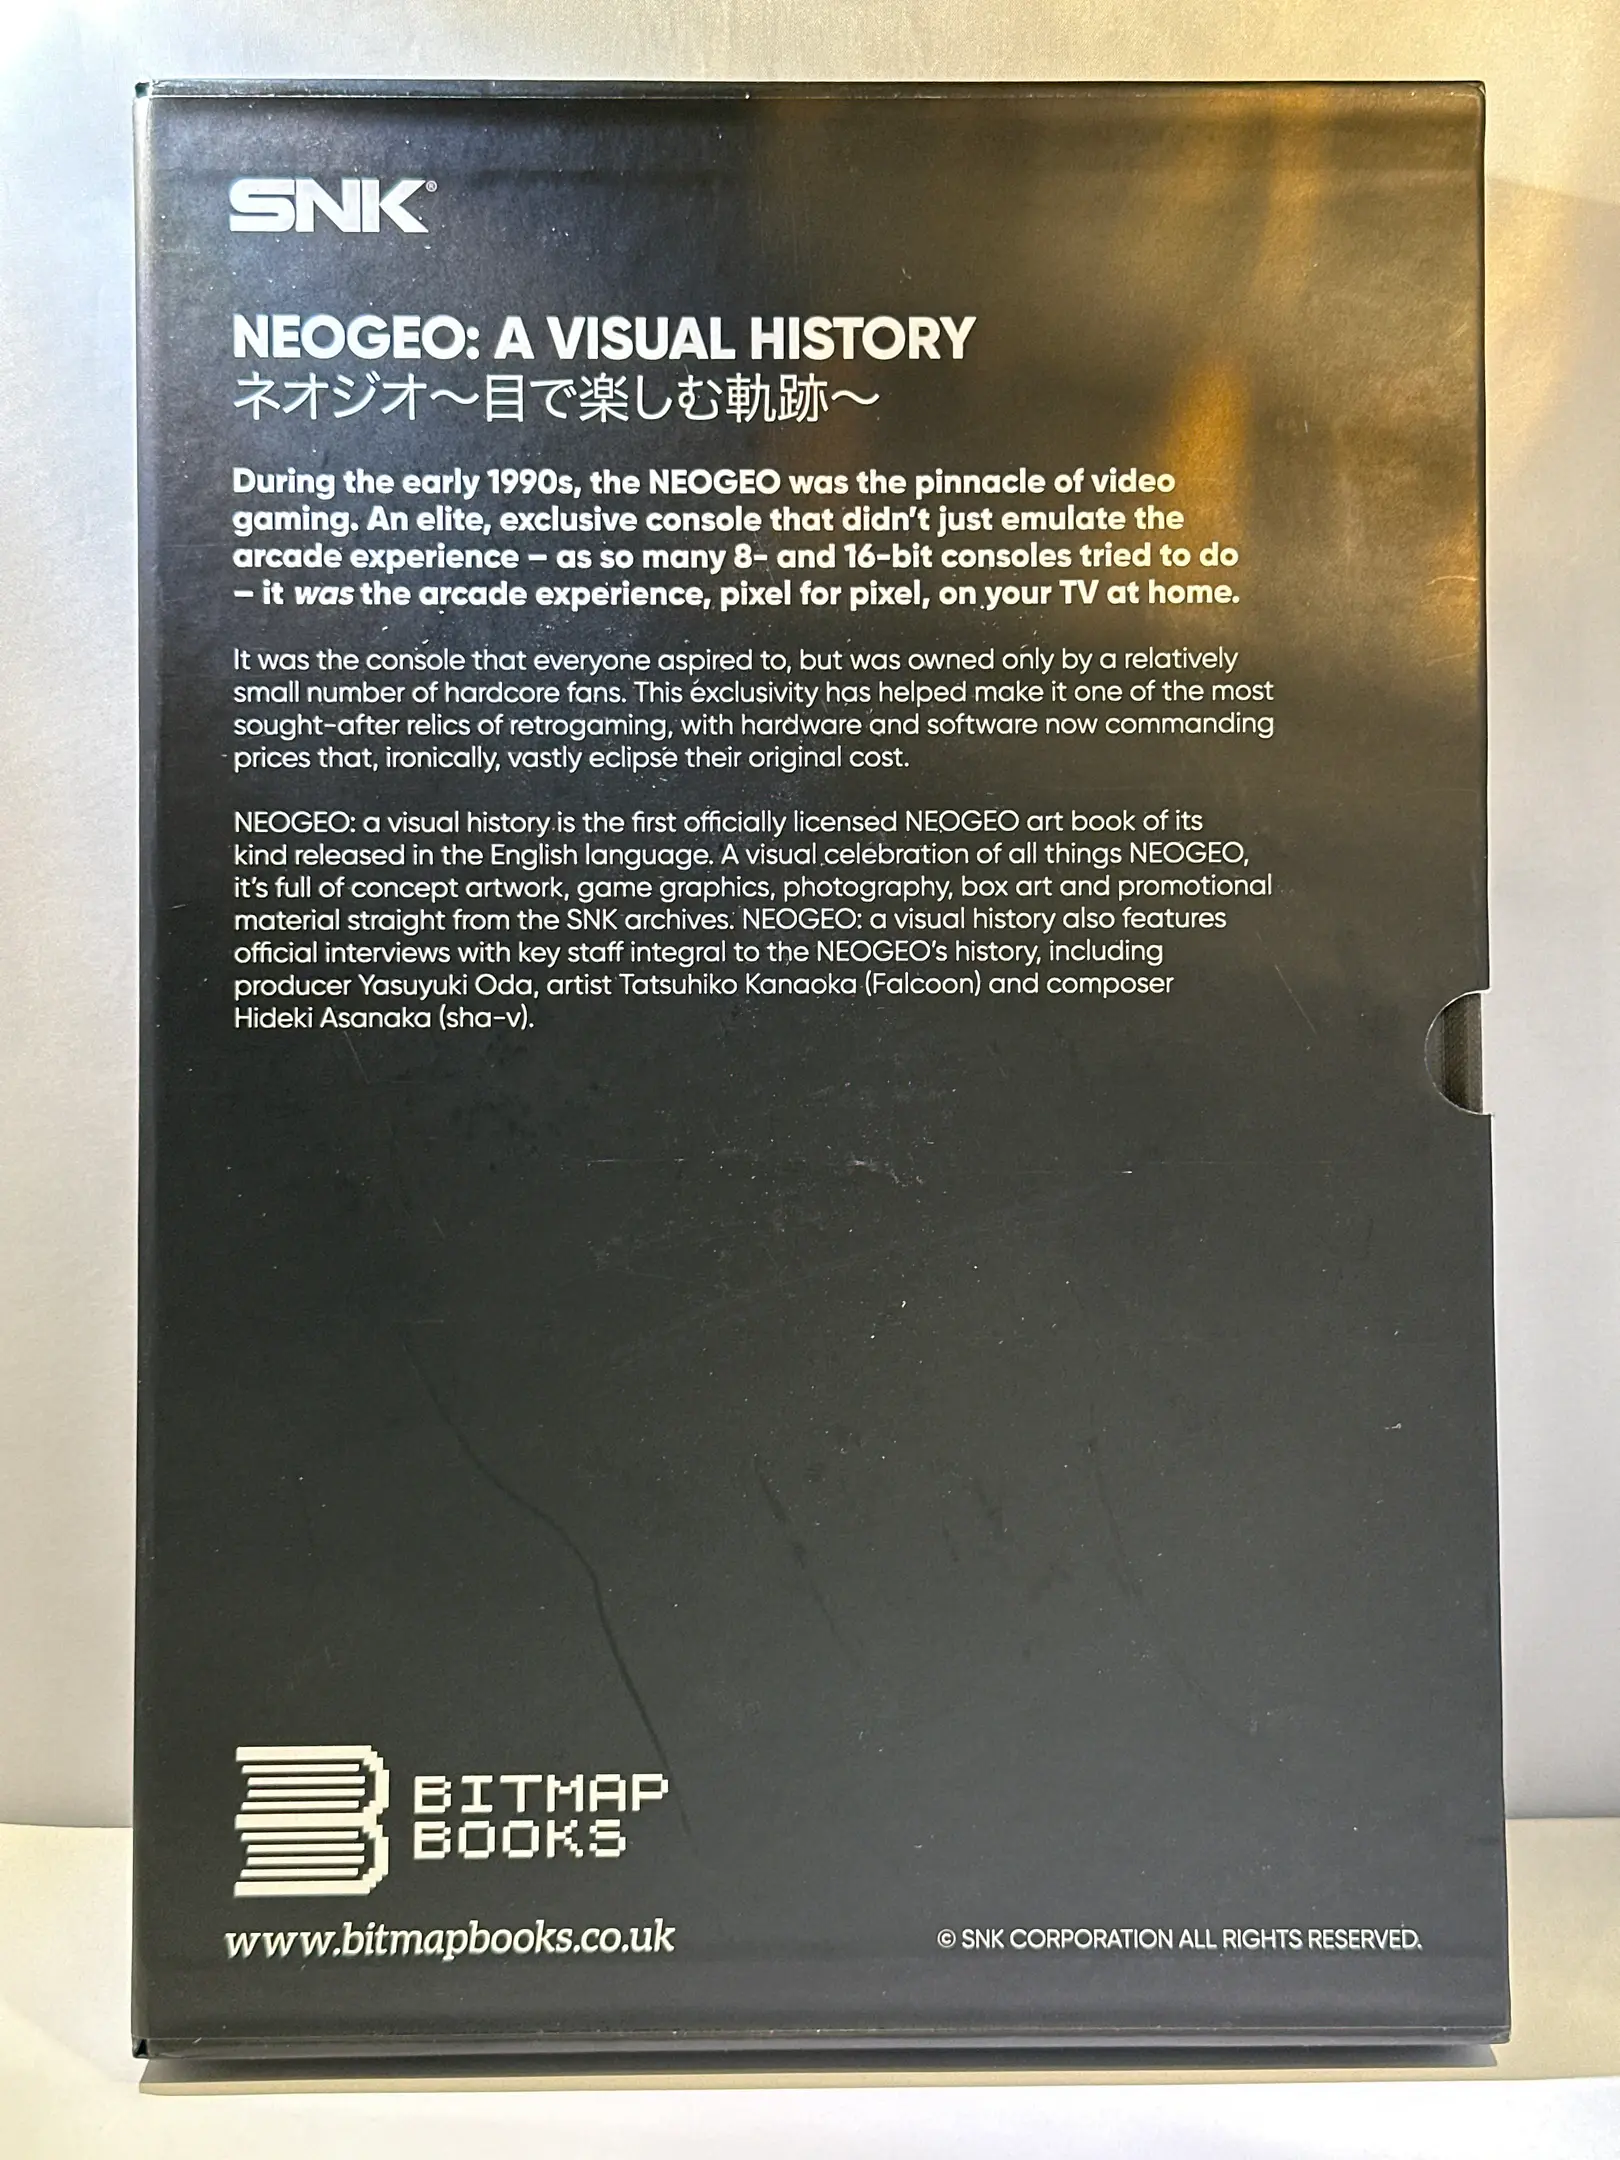 SNK®
NEOGEO: A VISUAL HISTORY
ネオジオ～目で楽しむ軌跡～
During the early 1990s, the NEOGEO was the pinnacle of video
gaming. An elite, exclusive console that didn't just emulate the
arcade experience – as so many 8- and 16-bit consoles tried to do
– it was the arcade experience, pixel for pixel, on your TV at home.
It was the console that everyone aspired to, but was owned only by a relatively
small number of hardcore fans. This exclusivity has helped make it one of the most
sought-after relics of retrogaming, with hardware and software now commanding
prices that, ironically, vastly eclipse their original cost.
NEOGEO: a visual history is the first officially licensed NEOGEO art book of its
kind released in the English language. A visual celebration of all things NEOGEO,
it's full of concept artwork, game graphics, photography, box art and promotional
material straight from the SNK archives. NEOGEO: a visual history also features
official interviews with key staff integral to the NEOGEO's history, including
producer Yasuyuki Oda, artist Tatsuhiko Kanaoka (Falcoon) and composer
Hideki Asanaka (sha-v).
BITMAP
BOOKS
www.bitmapbooks.co.uk
© SNK CORPORATION ALL RIGHTS RESERVED.